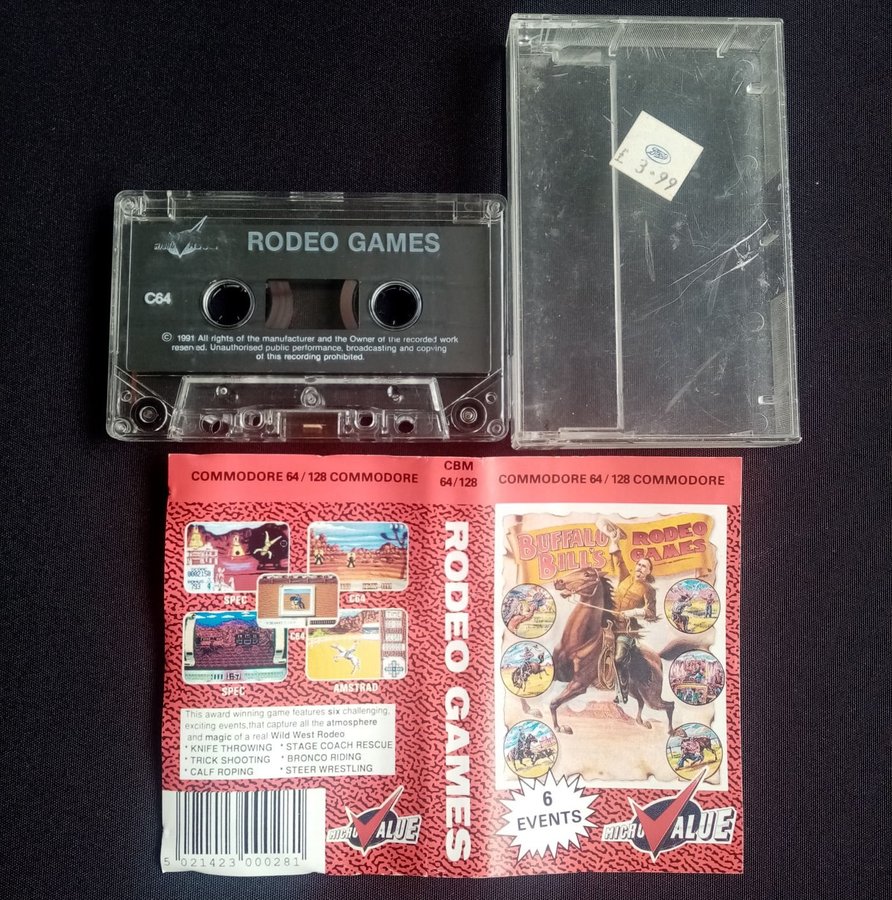 £ 3.99
MICRO VALUE
RODEO GAMES
C64
© 1991 All rights of the manufacturer and the Owner of the recorded work
reserved. Unauthorised public performance, broadcasting and copying
of this recording prohibited.
COMMODORE 64/128 COMMODORE
SPEC
C64
C64
SPEC
AMSTRAD
This award winning game features six challenging,
exciting events,that capture all the atmosphere
and magic of a real Wild West Rodeo
* KNIFE THROWING * STAGE COACH RESCUE
* TRICK SHOOTING * BRONCO RIDING
* CALF ROPING * STEER WRESTLING
5 021423 000281
MICRO VALUE
CBM
64/128
RODEO GAMES
COMMODORE 64/128 COMMODORE
BUFFALO BILL'S
RODEO GAMES
6
EVENTS
MICRO VALUE